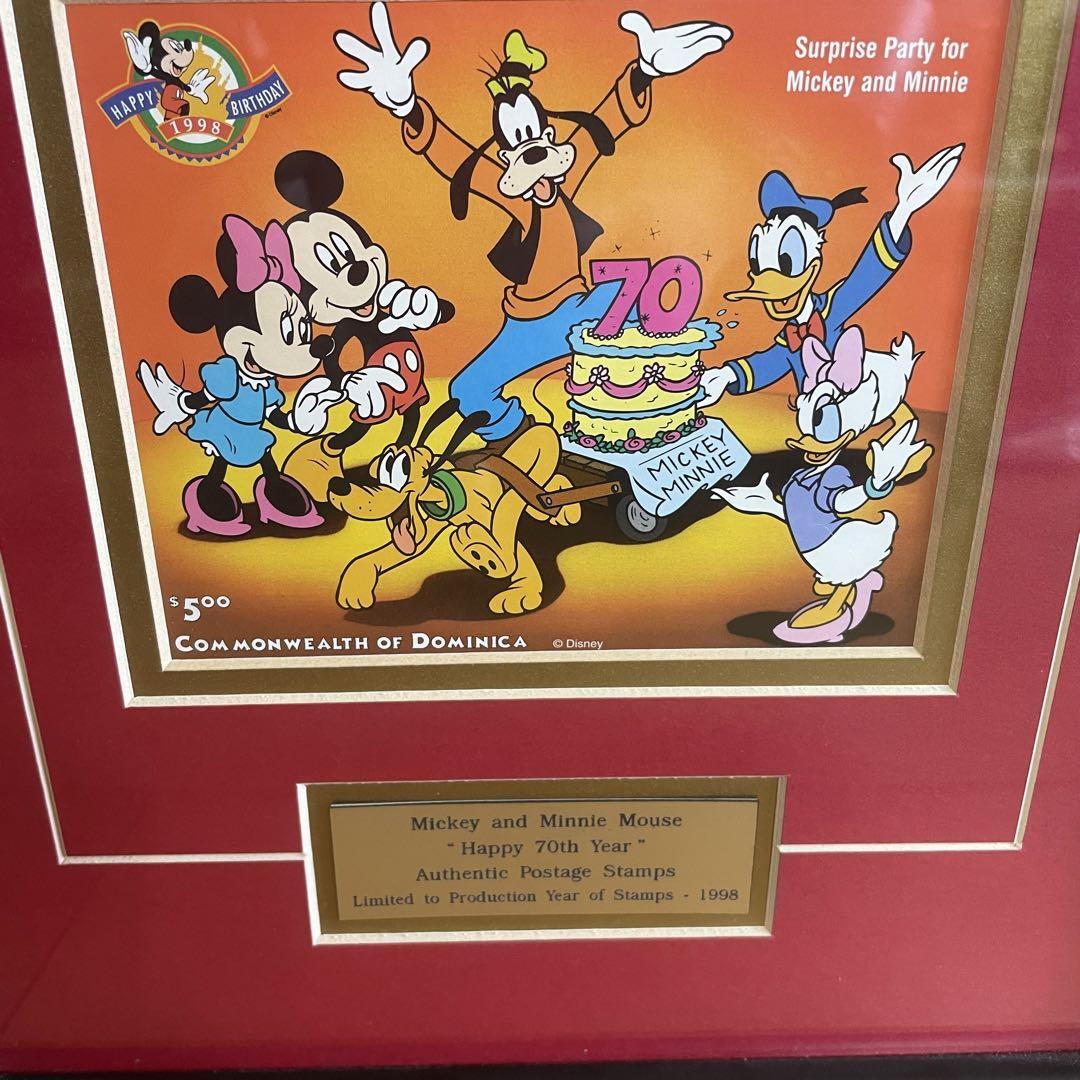 HAPPY BIRTHDAY
1998
© Disney
Surprise Party for
Mickey and Minnie
70
MICKEY
MINNIE
$5.00
COMMONWEALTH OF DOMINICA © Disney
Mickey and Minnie Mouse
"Happy 70th Year"
Authentic Postage Stamps
Limited to Production Year of Stamps - 1998